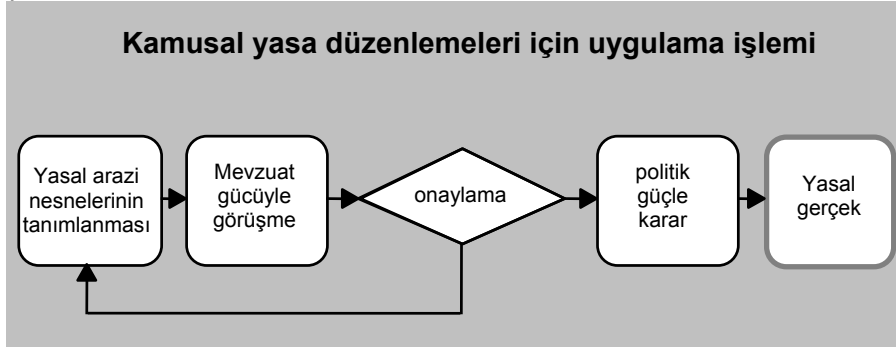 Kamusal yasa düzenlemeleri için uygulama işlemi
Yasal arazi
nesnelerinin
tanımlanması
Mevzuat
gücüyle
görüşme
onaylama
politik
güçle
karar
Yasal
gerçek